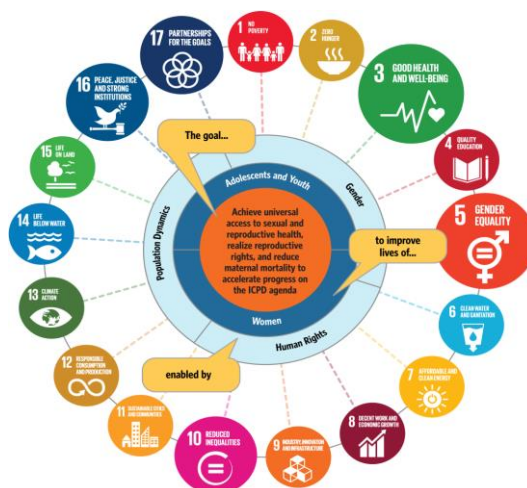 1 NO
POVERTY
2 ZERO
HUNGER
3 GOOD HEALTH
AND WELL-BEING
4 QUALITY
EDUCATION
5 GENDER
EQUALITY
6 CLEAN WATER
AND SANITATION
7 AFFORDABLE AND
CLEAN ENERGY
8 DECENT WORK AND
ECONOMIC GROWTH
9 INDUSTRY, INNOVATION
AND INFRASTRUCTURE
10 REDUCED
INEQUALITIES
11 SUSTAINABLE CITIES
AND COMMUNITIES
12 RESPONSIBLE
CONSUMPTION
AND PRODUCTION
13 CLIMATE
ACTION
14 LIFE
BELOW WATER
15 LIFE
ON LAND
16 PEACE, JUSTICE
AND STRONG
INSTITUTIONS
17 PARTNERSHIPS
FOR THE GOALS
The goal...
Adolescents and Youth
Gender
Population Dynamics
Achieve universal
access to sexual and
reproductive health,
realize reproductive
rights, and reduce
maternal mortality to
accelerate progress on
the ICPD agenda
to improve
lives of...
Women
Human Rights
enabled by